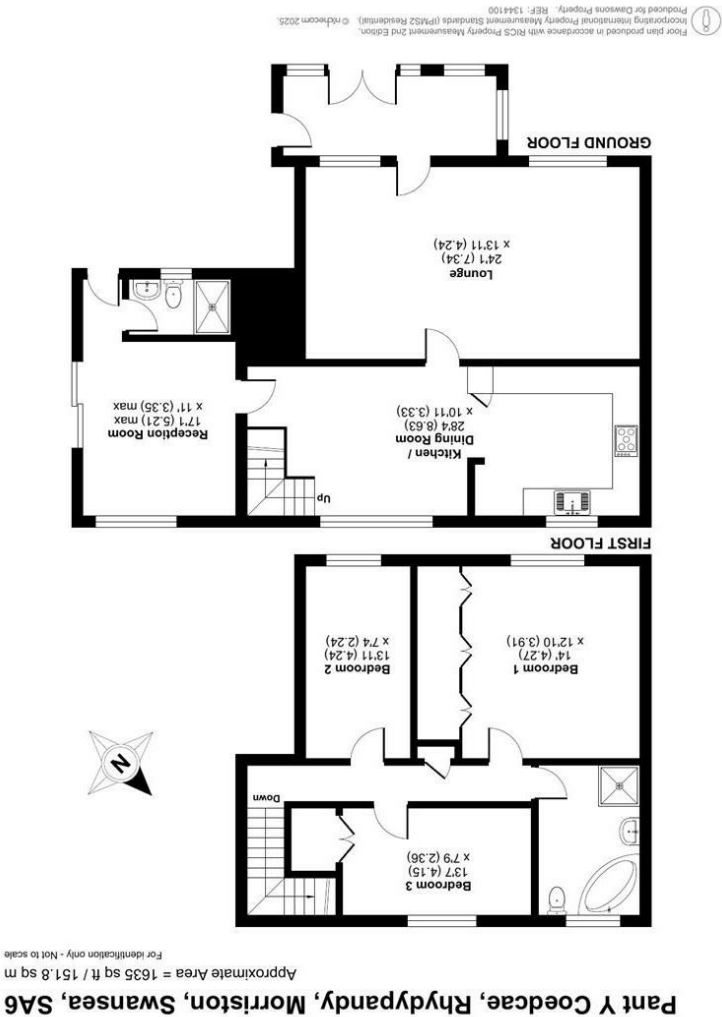 Pant Y Coedcae, Rhydypandy, Morriston, Swansea, SA6
Approximate Area = 1635 sq ft / 151.8 sq m
For identification only - Not to scale
Bedroom 3
13'7 (4.15)
x 7'9 (2.36)
Down
N
Bedroom 1
14' (4.27)
x 12'10 (3.91)
Bedroom 2
13'11 (4.24)
x 7'4 (2.24)
FIRST FLOOR
Up
Kitchen /
Dining Room
28'4 (8.63)
x 10'11 (3.33)
Reception Room
17'1 (5.21) max
x 11' (3.35) max
Lounge
24'1 (7.34)
x 13'11 (4.24)
GROUND FLOOR
Floor plan produced in accordance with RICS Property Measurement 2nd Edition.
Incorporating International Property Measurement Standards (IPMS2 Residential). © nichecom 2025.
Produced for Dawsons Property. REF: 1344100